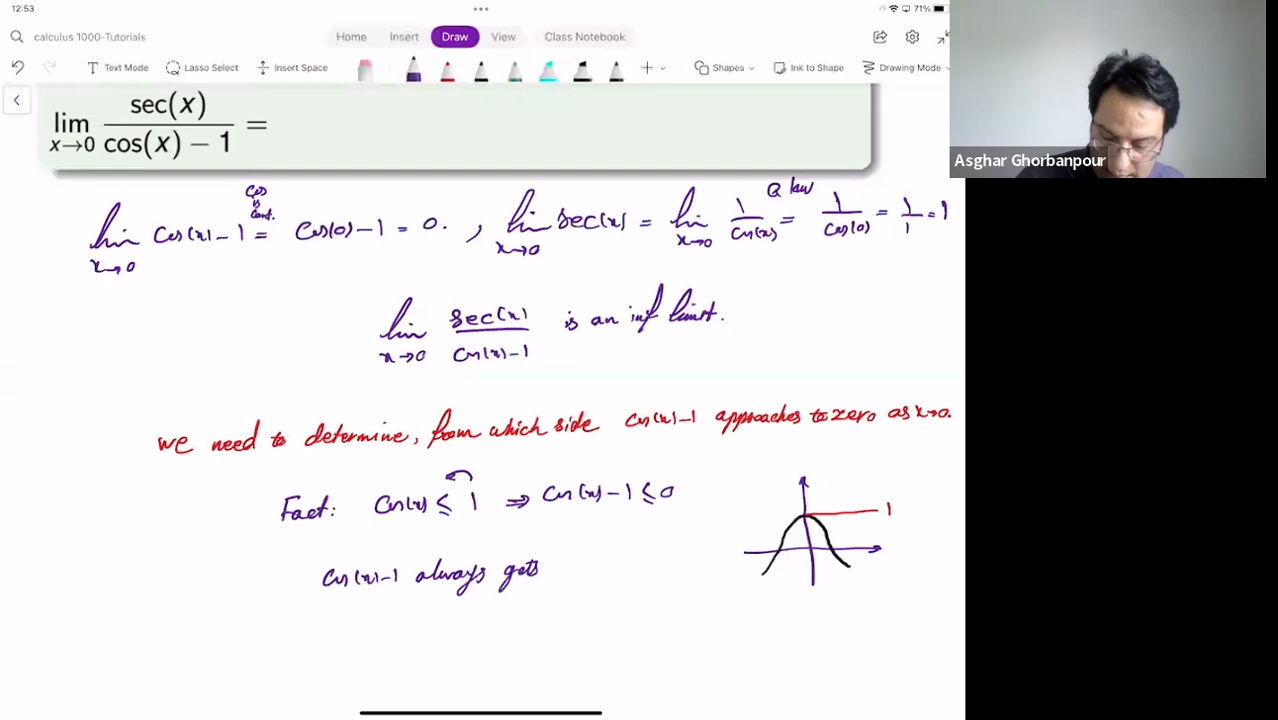 12:53
71%
calculus 1000-Tutorials
Home Insert Draw View Class Notebook
Text Mode Lasso Select Insert Space Shapes Ink to Shape Drawing Mode
lim x→0 sec(x) / cos(x) − 1 =
Asghar Ghorbanpour
cos is cont.
Q law
lim x→0 cos(x)-1 = cos(0)-1 = 0. , lim x→0 sec(x) = lim x→0 1/cos(x) = 1/cos(0) = 1/1 = 1
lim x→0 sec(x) / cos(x)-1 is an inf limit.
we need to determine, from which side cos(x)-1 approaches to zero as x→0.
Fact: cos(x) ≤ 1 ⇒ cos(x)-1 ≤ 0
1
cos(x)-1 always gets